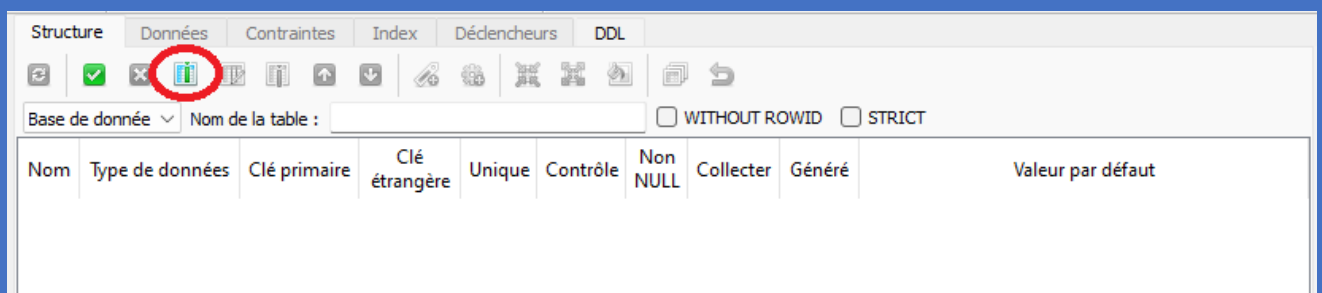 Structure Données Contraintes Index Déclencheurs DDL
Base de donnée Nom de la table : WITHOUT ROWID STRICT
Nom Type de données Clé primaire Clé étrangère Unique Contrôle Non NULL Collecter Généré Valeur par défaut